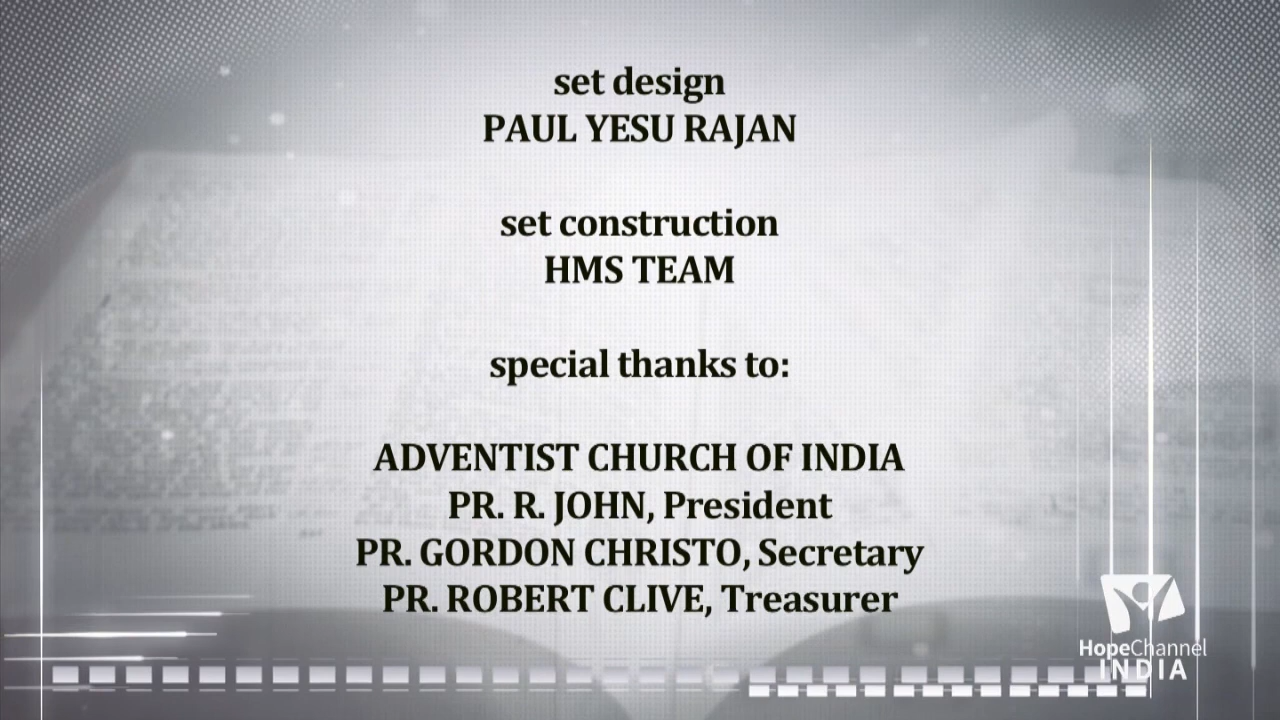 set design
PAUL YESU RAJAN
set construction
HMS TEAM
special thanks to:
ADVENTIST CHURCH OF INDIA
PR. R. JOHN, President
PR. GORDON CHRISTO, Secretary
PR. ROBERT CLIVE, Treasurer
HopeChannel
INDIA